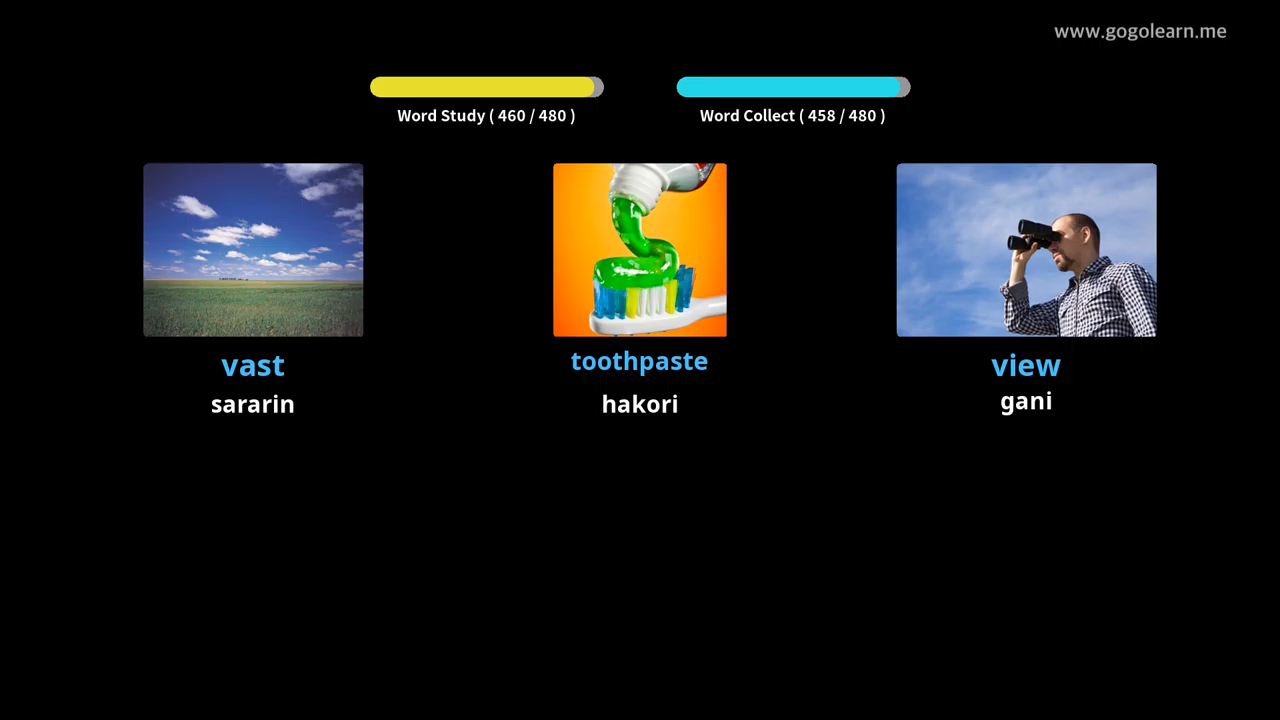 www.gogolearn.me
Word Study ( 460 / 480 )
Word Collect ( 458 / 480 )
vast
toothpaste
view
sararin
hakori
gani